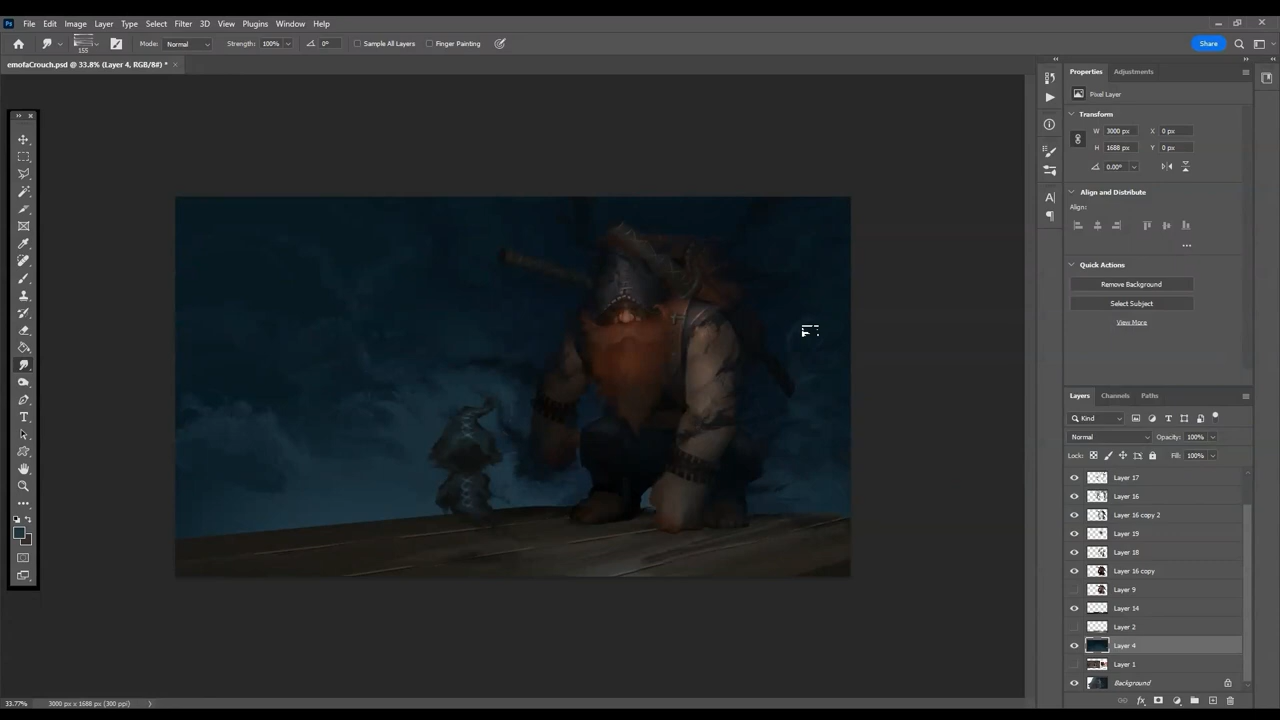 Ps File Edit Image Layer Type Select Filter 3D View Plugins Window Help
155 Mode: Normal Strength: 100% 0° Sample All Layers Finger Painting Share
emofaCrouch.psd @ 33.8% (Layer 4, RGB/8#) * ×
Properties Adjustments
Pixel Layer
Transform
W 3000 px X 0 px
H 1688 px Y 0 px
0.00°
Align and Distribute
Align:
Quick Actions
Remove Background
Select Subject
View More
Layers Channels Paths
Kind
Normal Opacity: 100%
Lock: Fill: 100%
Layer 17
Layer 16
Layer 16 copy 2
Layer 19
Layer 18
Layer 16 copy
Layer 9
Layer 14
Layer 2
Layer 4
Layer 1
Background
33.77% 3000 px x 1688 px (300 ppi)